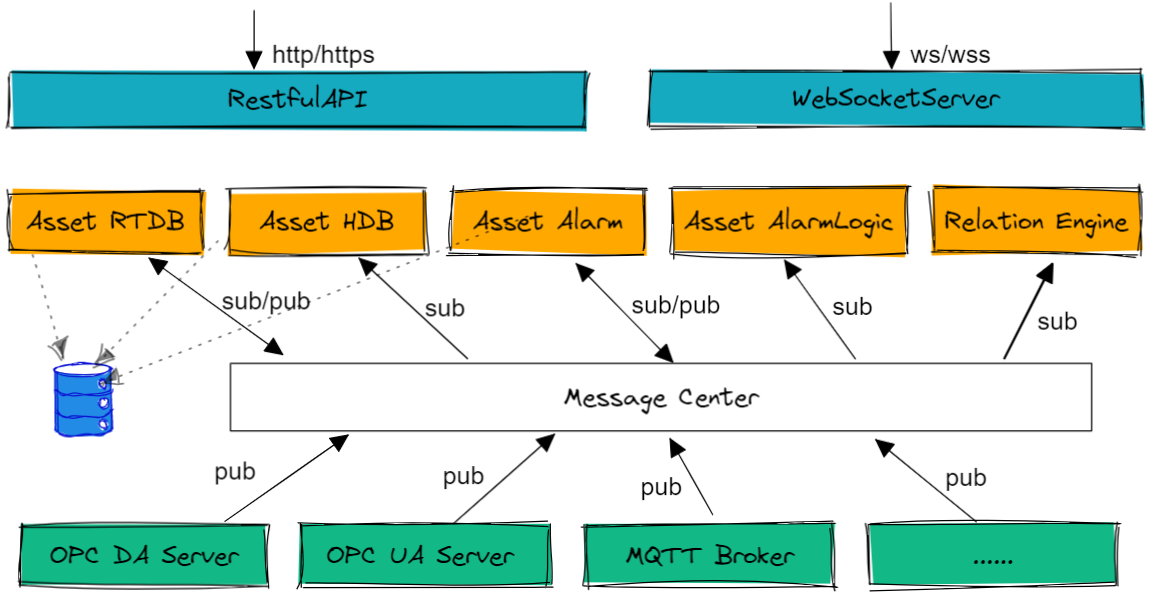 http/https
ws/wss
RestfulAPI
WebSocketServer
Asset RTDB
Asset HDB
Asset Alarm
Asset AlarmLogic
Relation Engine
sub/pub
sub
sub/pub
sub
sub
Message Center
pub
pub
pub
pub
OPC DA Server
OPC UA Server
MQTT Broker
......